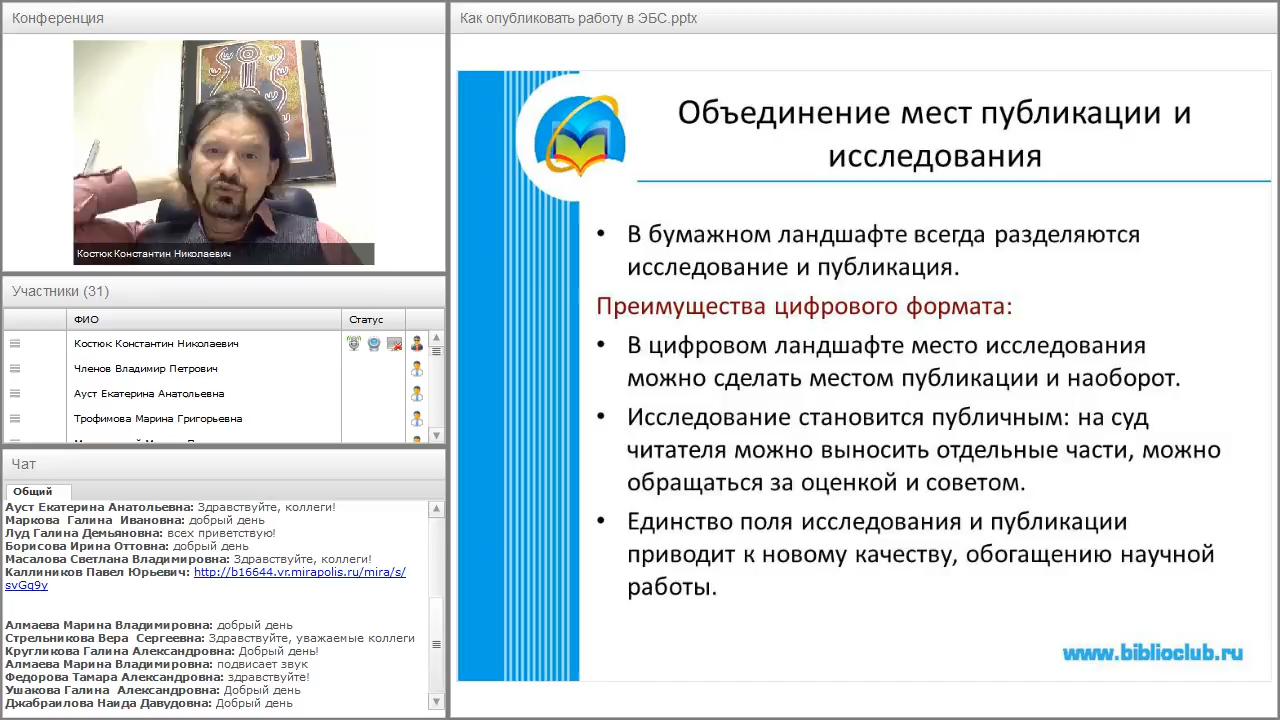 Конференция
Костюк Константин Николаевич
Участники (31)
ФИО
Статус
Костюк Константин Николаевич
Членов Владимир Петрович
Ауст Екатерина Анатольевна
Трофимова Марина Григорьевна
Чат
Общий
Ауст Екатерина Анатольевна: Здравствуйте, коллеги!
Маркова Галина Ивановна: добрый день
Луд Галина Демьяновна: всех приветствую!
Борисова Ирина Оттовна: добрый день
Масалова Светлана Владимировна: Здравствуйте, коллеги!
Каллиников Павел Юрьевич: http://b16644.vr.mirapolis.ru/mira/s/
svGq9y
Алмаева Марина Владимировна: добрый день
Стрельникова Вера Сергеевна: Здравствуйте, уважаемые коллеги
Кругликова Галина Александровна: Добрый день!
Алмаева Марина Владимировна: подвисает звук
Федорова Тамара Александровна: здравствуйте!
Ушакова Галина Александровна: Добрый день
Джабраилова Наида Давудовна: Добрый день
Как опубликовать работу в ЭБС.pptx
Объединение мест публикации и
исследования
• В бумажном ландшафте всегда разделяются
исследование и публикация.
Преимущества цифрового формата:
• В цифровом ландшафте место исследования
можно сделать местом публикации и наоборот.
• Исследование становится публичным: на суд
читателя можно выносить отдельные части, можно
обращаться за оценкой и советом.
• Единство поля исследования и публикации
приводит к новому качеству, обогащению научной
работы.
www.biblioclub.ru